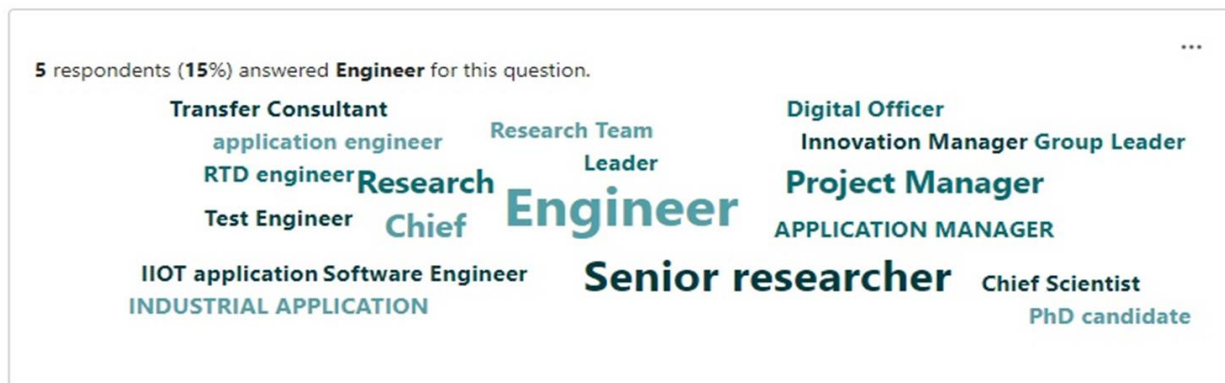 ...
5 respondents (15%) answered Engineer for this question.
Transfer Consultant
Digital Officer
Research Team
application engineer
Innovation Manager
Group Leader
Leader
RTD engineer
Research
Project Manager
Engineer
Test Engineer
Chief
APPLICATION MANAGER
IIOT application
Software Engineer
Senior researcher
Chief Scientist
INDUSTRIAL APPLICATION
PhD candidate